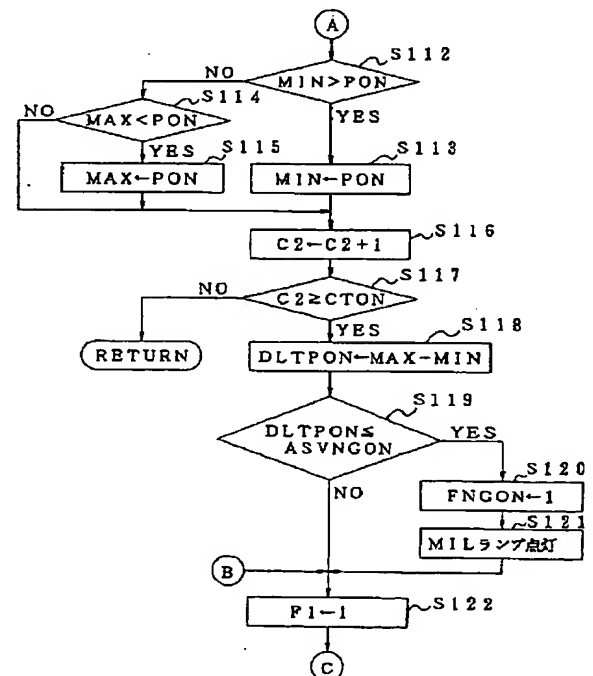 A
S112
MIN>PON
NO
YES
S114
MAX<PON
NO
YES
S115
MAX←PON
S113
MIN←PON
S116
C2←C2+1
S117
C2≥CTON
NO
YES
RETURN
S118
DLTPON←MAX-MIN
S119
DLTPON≤
ASVNGON
YES
NO
S120
FNGON←1
S121
MILランプ点灯
B
S122
F1←1
C